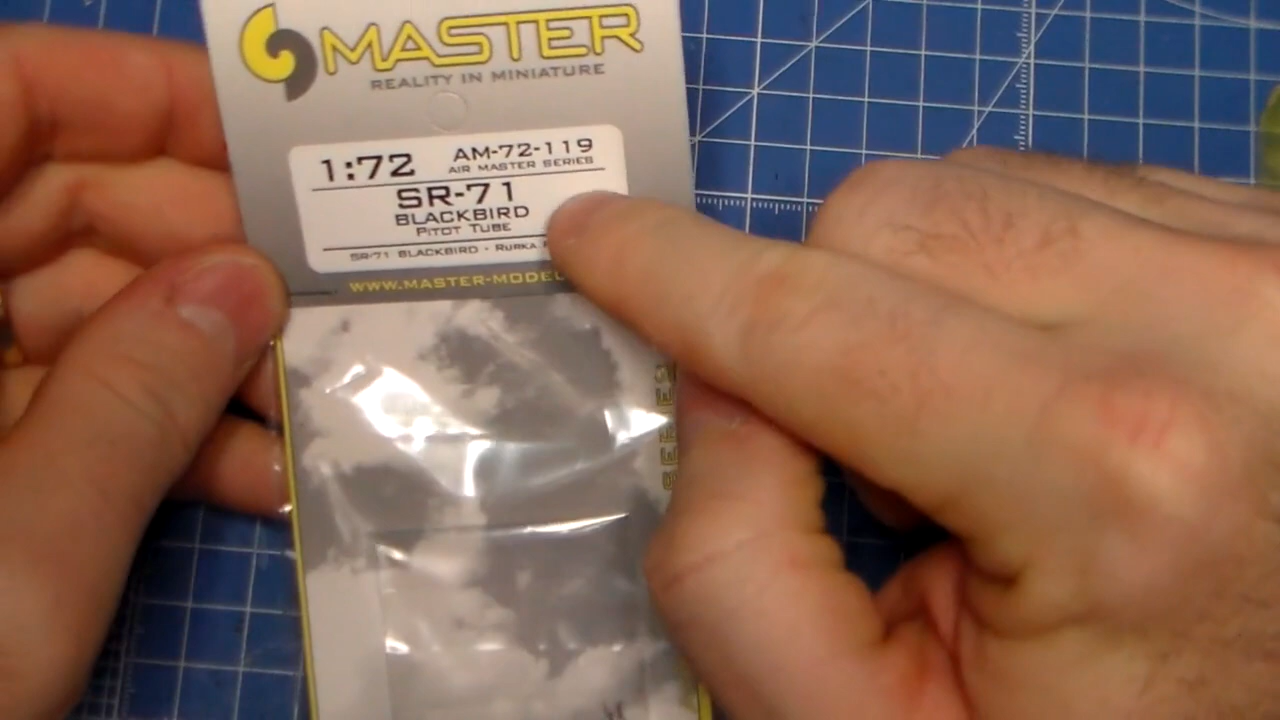 MASTER
REALITY IN MINIATURE
1:72 AM-72-119
AIR MASTER SERIES
SR-71
BLACKBIRD
PITOT TUBE
SR-71 BLACKBIRD - RURKA
WWW.MASTER-MODEL